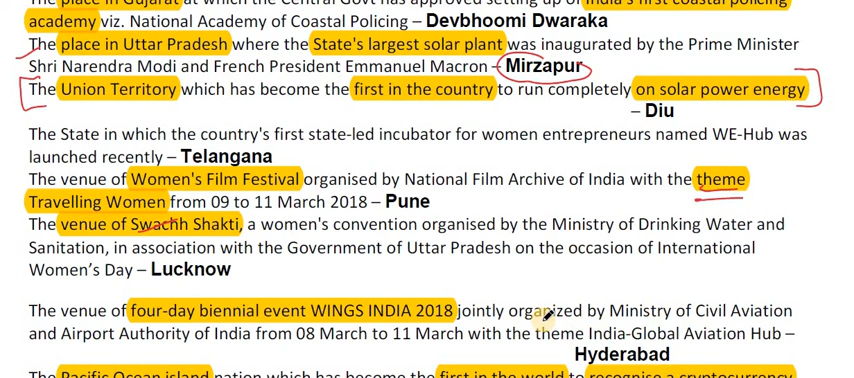 place in Gujarat at which the Central Govt has approved setting up of India's first coastal policing
academy viz. National Academy of Coastal Policing – Devbhoomi Dwaraka
The place in Uttar Pradesh where the State's largest solar plant was inaugurated by the Prime Minister
Shri Narendra Modi and French President Emmanuel Macron – Mirzapur
The Union Territory which has become the first in the country to run completely on solar power energy
– Diu
The State in which the country's first state-led incubator for women entrepreneurs named WE-Hub was
launched recently – Telangana
The venue of Women's Film Festival organised by National Film Archive of India with the theme
Travelling Women from 09 to 11 March 2018 – Pune
The venue of Swachh Shakti, a women's convention organised by the Ministry of Drinking Water and
Sanitation, in association with the Government of Uttar Pradesh on the occasion of International
Women's Day – Lucknow
The venue of four-day biennial event WINGS INDIA 2018 jointly organized by Ministry of Civil Aviation
and Airport Authority of India from 08 March to 11 March with the theme India-Global Aviation Hub –
Hyderabad
The Pacific Ocean island nation which has become the first in the world to recognise a cryptocurrency